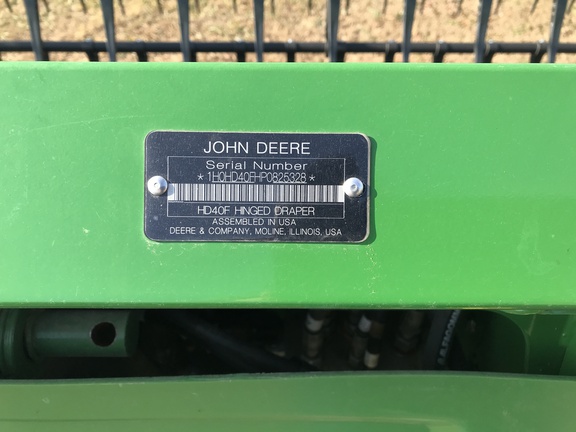 JOHN DEERE
Serial Number
*1H0HD40FHP0825328*
HD40F HINGED DRAPER
ASSEMBLED IN USA
DEERE & COMPANY, MOLINE, ILLINOIS, USA